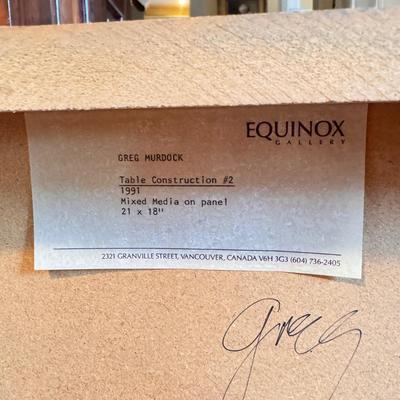 EQUINOX
GALLERY
GREG MURDOCK
Table Construction #2
1991
Mixed Media on panel
21 x 18"
2321 GRANVILLE STREET, VANCOUVER, CANADA V6H 3G3 (604) 736-2405
Greg